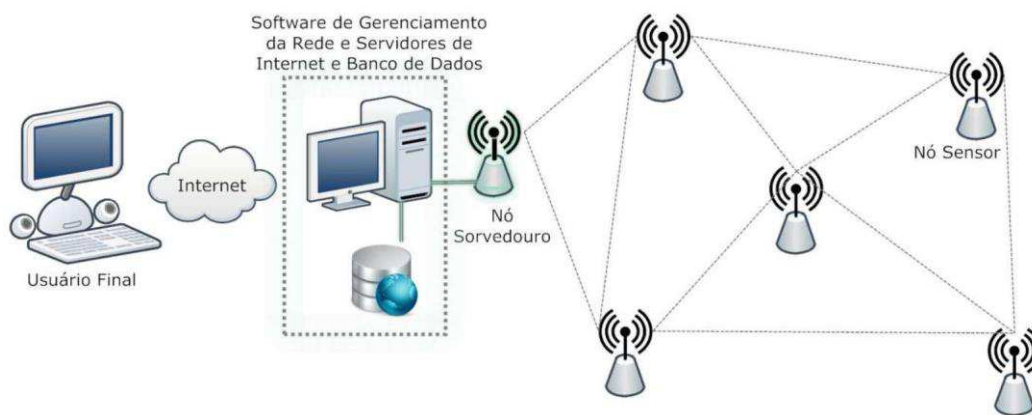 Software de Gerenciamento
da Rede e Servidores de
Internet e Banco de Dados
Internet
Nó Sensor
Nó
Sorvedouro
Usuário Final